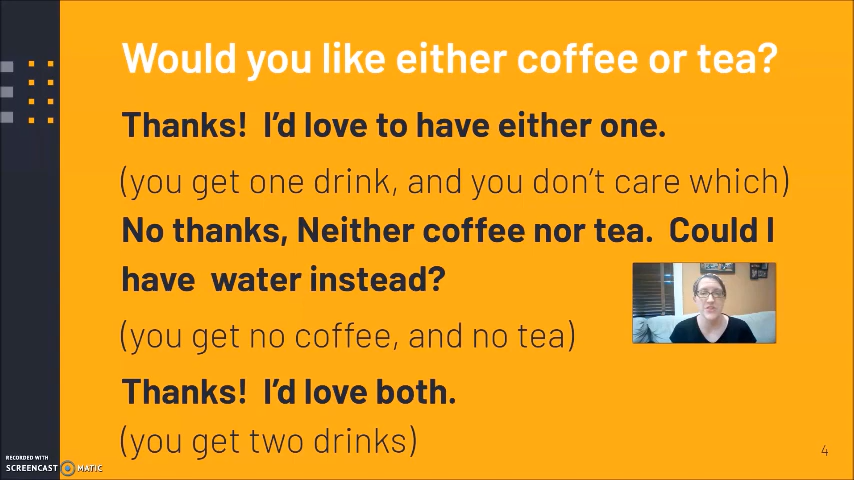 Would you like either coffee or tea?
Thanks!  I'd love to have either one.
(you get one drink, and you don't care which)
No thanks, Neither coffee nor tea.  Could I
have  water instead?
(you get no coffee, and no tea)
Thanks!  I'd love both.
(you get two drinks)
4
RECORDED WITH
SCREENCAST MATIC